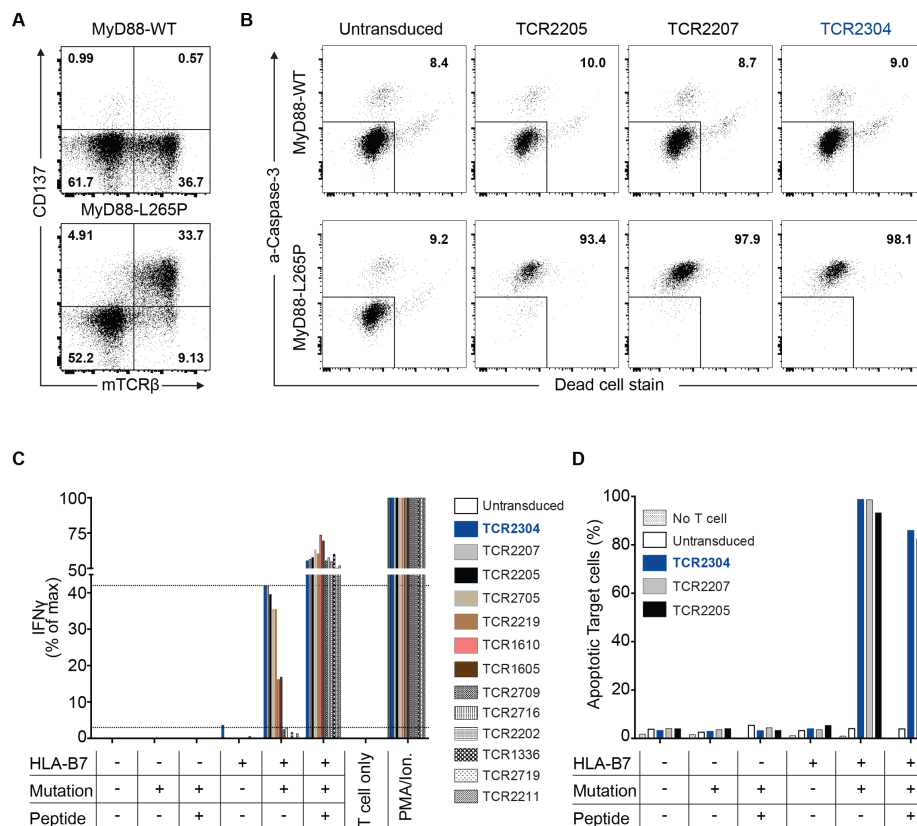 A
MyD88-WT
0.99 0.57
61.7 36.7
CD137
MyD88-L265P
4.91 33.7
52.2 9.13
mTCRβ
B
Untransduced TCR2205 TCR2207 TCR2304
MyD88-WT
8.4 10.0 8.7 9.0
a-Caspase-3
MyD88-L265P
9.2 93.4 97.9 98.1
Dead cell stain
C
IFNγ
(% of max)
100
75
50
40
30
20
10
0
HLA-B7 - - - + + +
Mutation - + + - + +
Peptide - - + - - +
T cell only
PMA/Ion.
Untransduced
TCR2304
TCR2207
TCR2205
TCR2705
TCR2219
TCR1610
TCR1605
TCR2709
TCR2716
TCR2202
TCR1336
TCR2719
TCR2211
D
Apoptotic Target cells (%)
100
80
60
40
20
0
No T cell
Untransduced
TCR2304
TCR2207
TCR2205
HLA-B7 - - - + + +
Mutation - + + - + +
Peptide - - + - - +